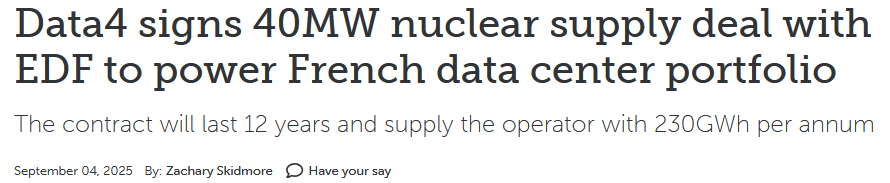 Data4 signs 40MW nuclear supply deal with
EDF to power French data center portfolio
The contract will last 12 years and supply the operator with 230GWh per annum
September 04, 2025 By: Zachary Skidmore Have your say